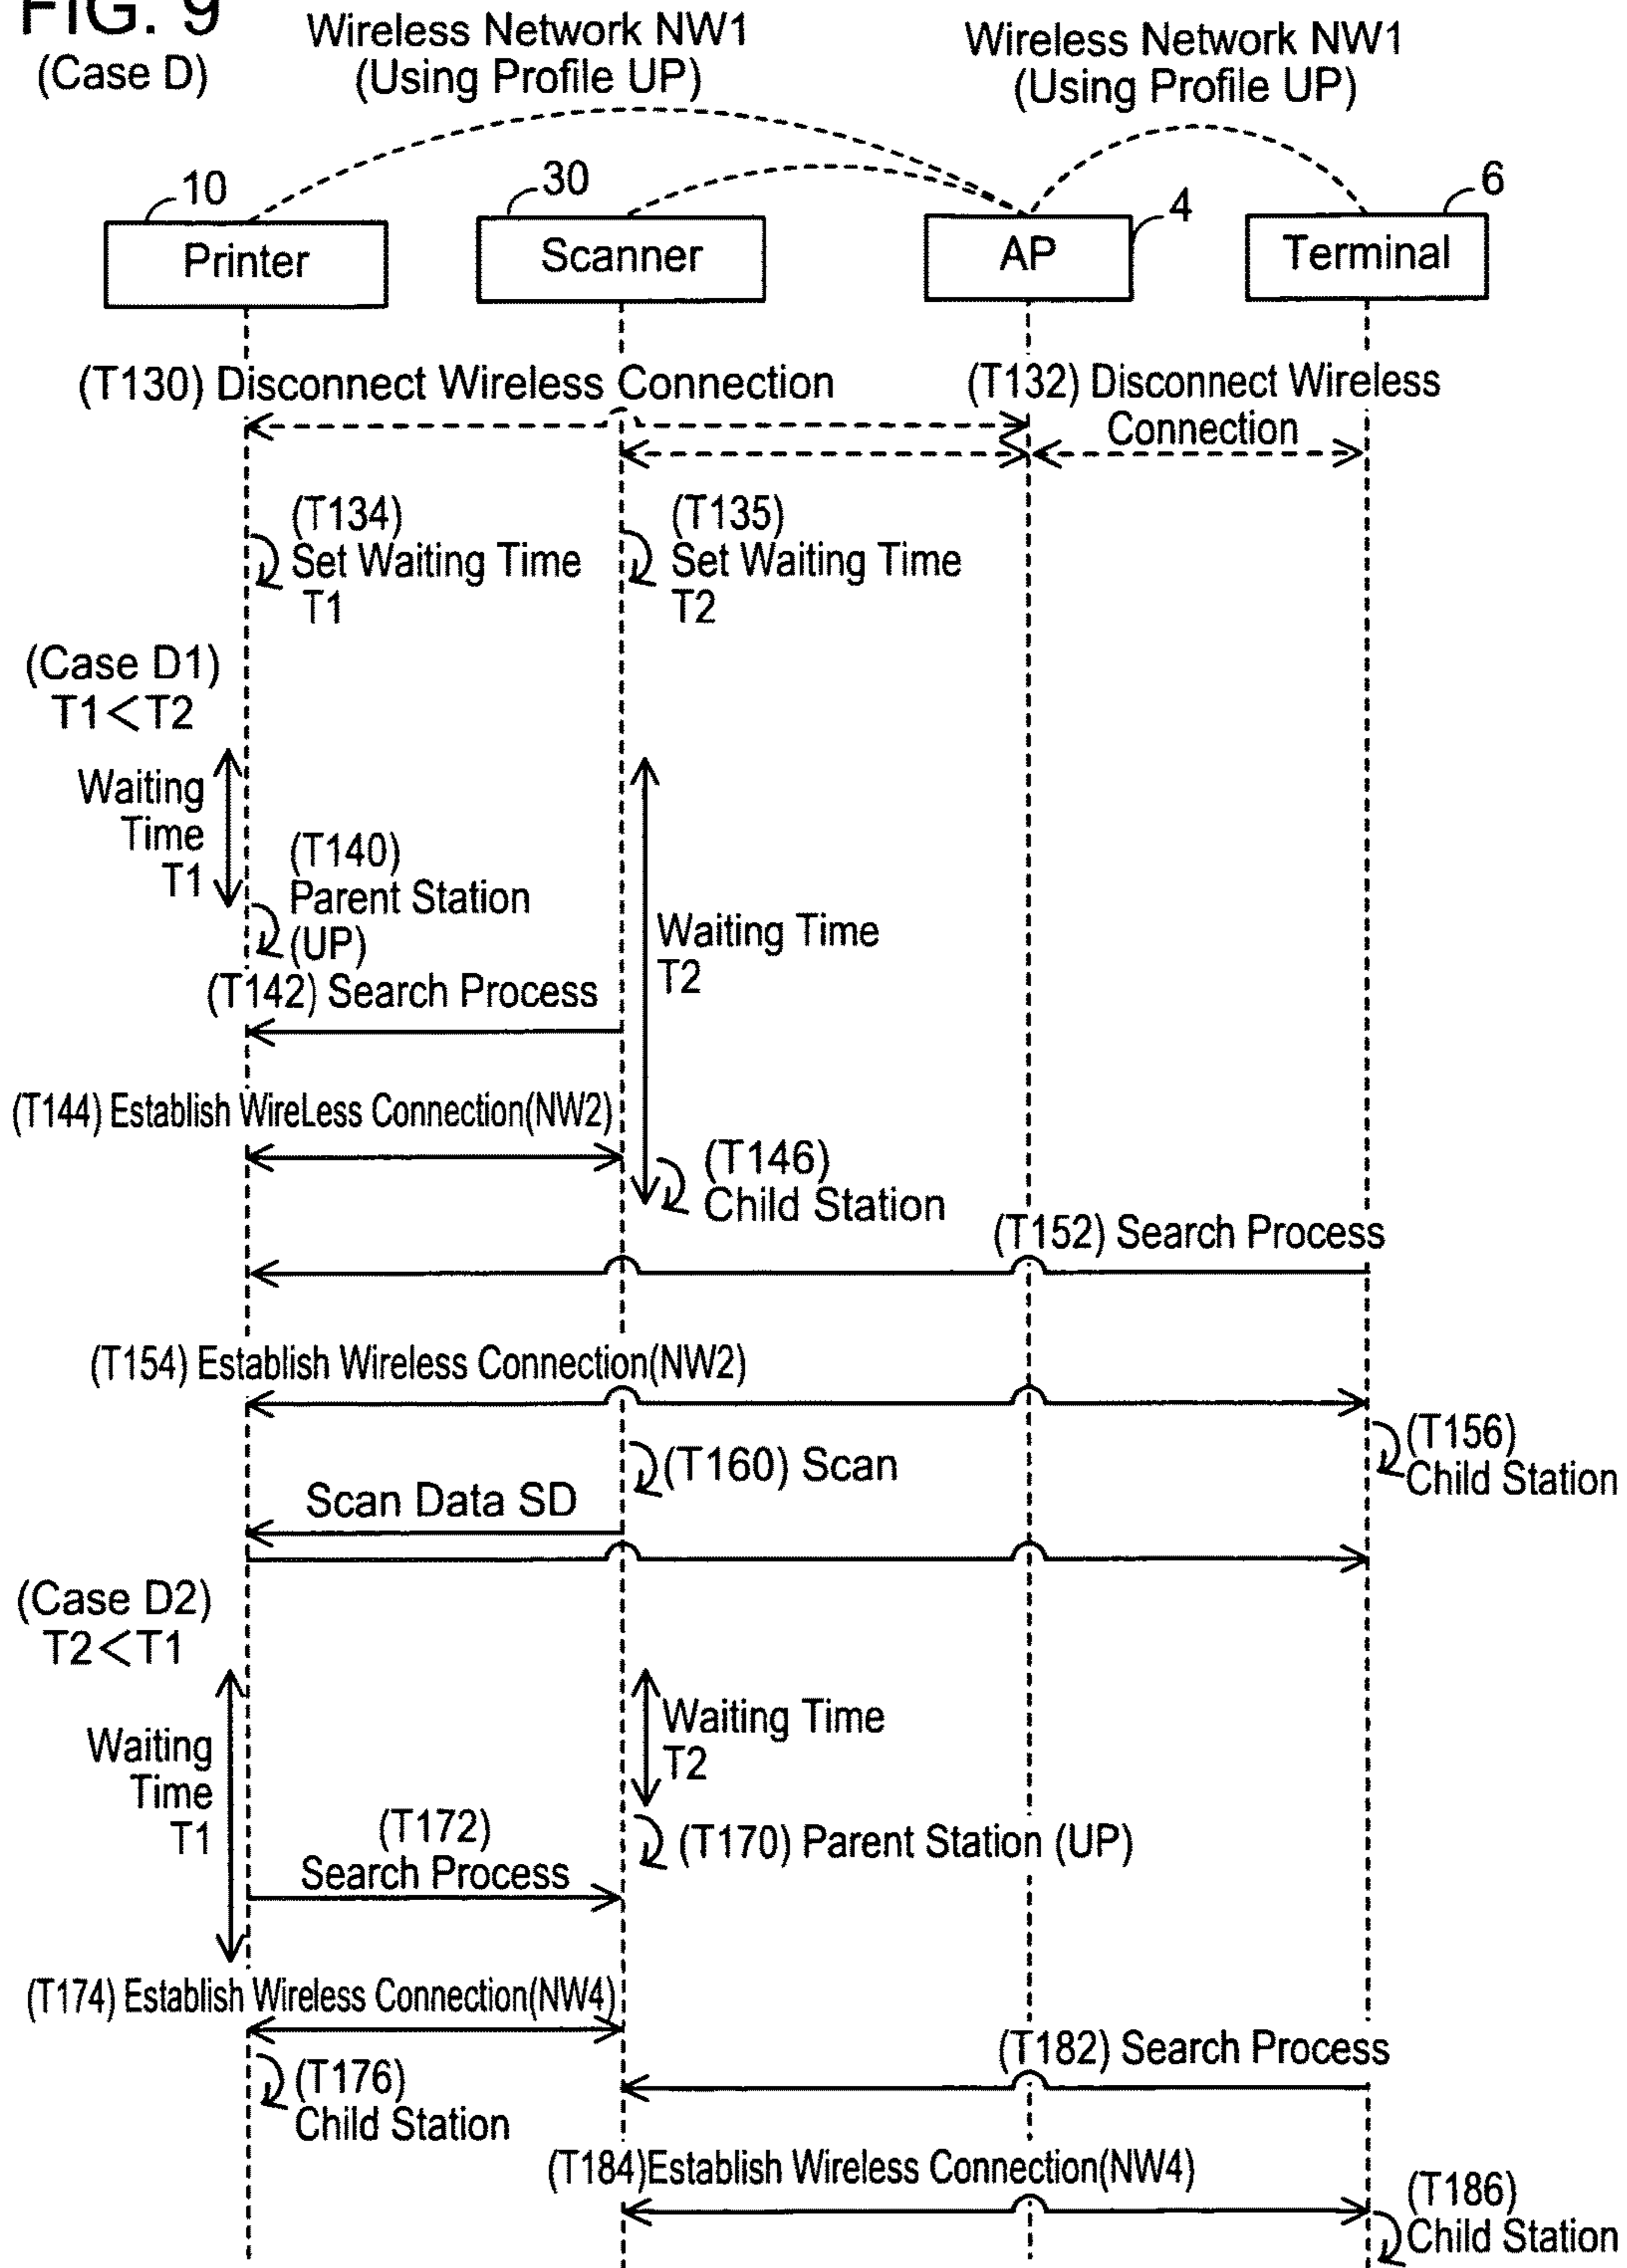 FIG. 9
(Case D)
Wireless Network NW1
(Using Profile UP)
Wireless Network NW1
(Using Profile UP)
10
30
4
6
Printer
Scanner
AP
Terminal
(T130) Disconnect Wireless Connection
(T132) Disconnect Wireless
Connection
(T134)
Set Waiting Time
T1
(T135)
Set Waiting Time
T2
(Case D1)
T1<T2
Waiting
Time
T1
(T140)
Parent Station
(UP)
Waiting Time
T2
(T142) Search Process
(T144) Establish WireLess Connection(NW2)
(T146)
Child Station
(T152) Search Process
(T154) Establish Wireless Connection(NW2)
(T156)
Child Station
(T160) Scan
Scan Data SD
(Case D2)
T2<T1
Waiting
Time
T1
Waiting Time
T2
(T170) Parent Station (UP)
(T172)
Search Process
(T174) Establish Wireless Connection(NW4)
(T176)
Child Station
(T182) Search Process
(T184)Establish Wireless Connection(NW4)
(T186)
Child Station